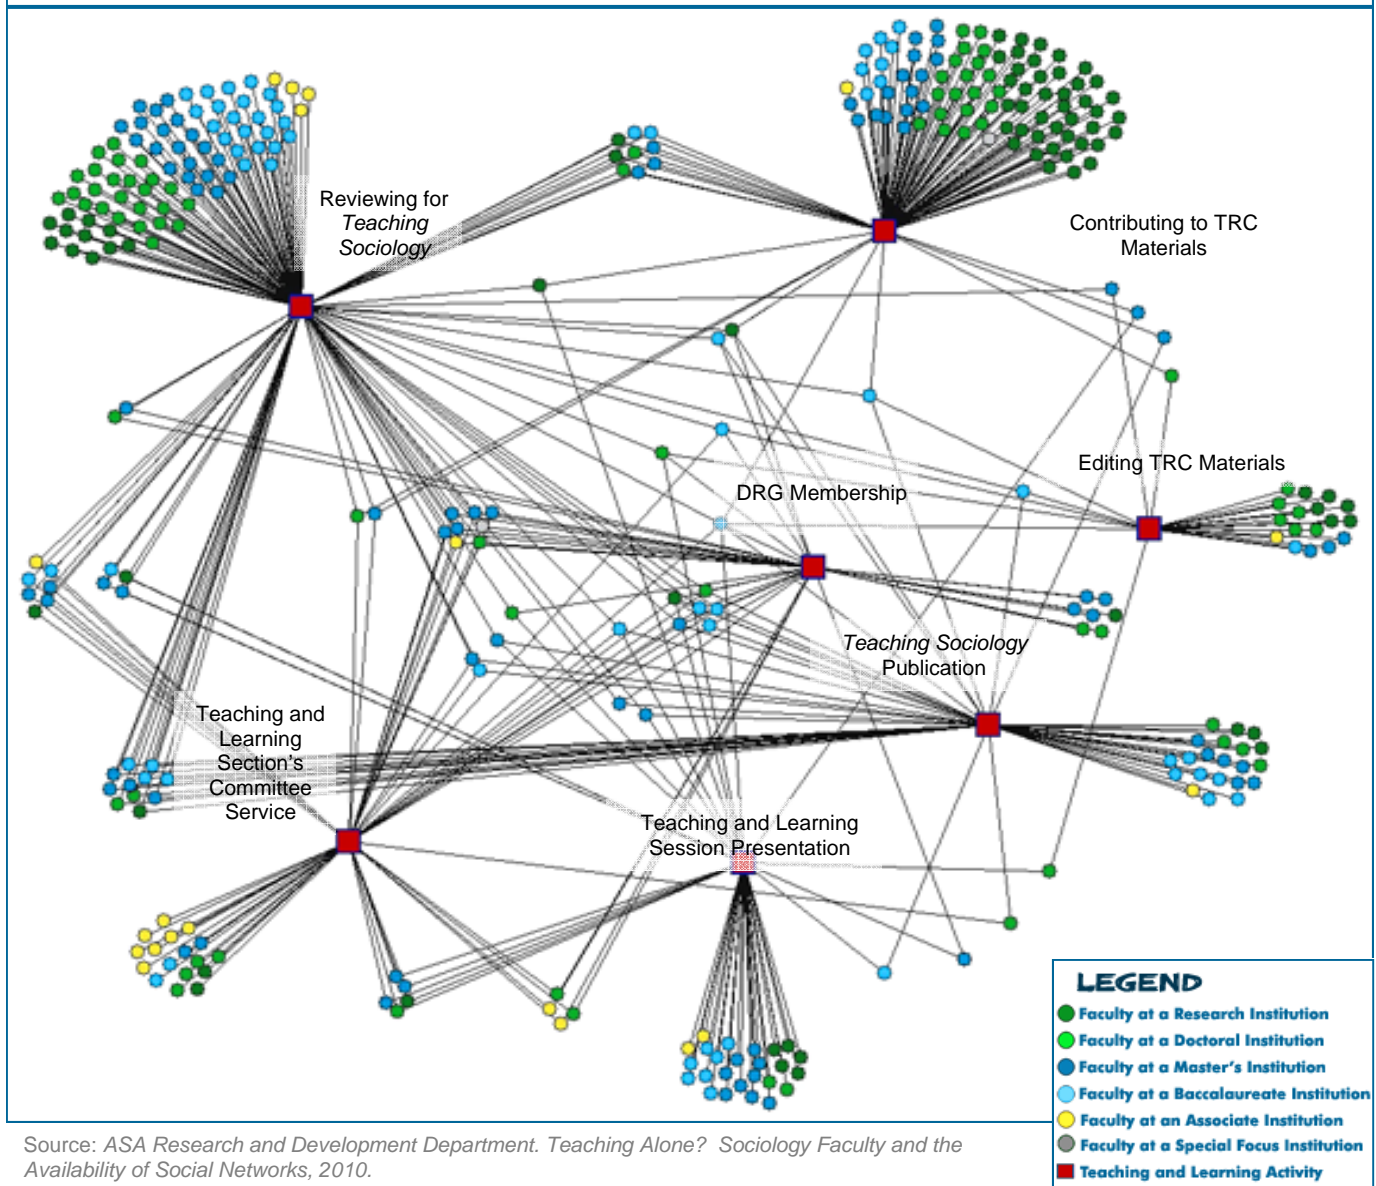 Reviewing for
Teaching
Sociology
Contributing to TRC
Materials
Editing TRC Materials
DRG Membership
Teaching Sociology
Publication
Teaching and
Learning
Section's
Committee
Service
Teaching and Learning
Session Presentation
LEGEND
Faculty at a Research Institution
Faculty at a Doctoral Institution
Faculty at a Master's Institution
Faculty at a Baccalaureate Institution
Faculty at an Associate Institution
Faculty at a Special Focus Institution
Teaching and Learning Activity
Source: ASA Research and Development Department. Teaching Alone? Sociology Faculty and the
Availability of Social Networks, 2010.